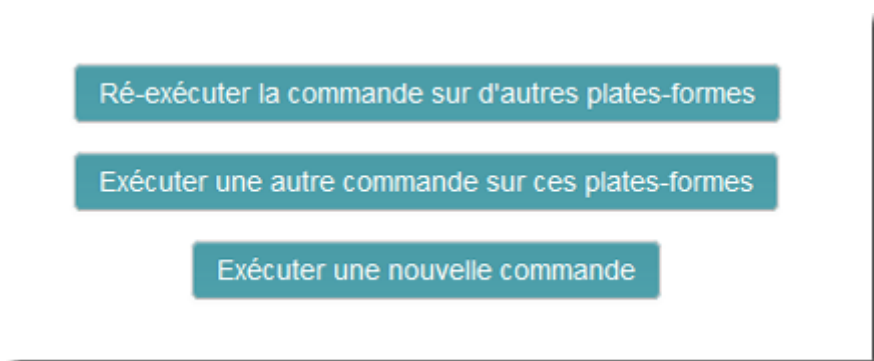 Ré-exécuter la commande sur d'autres plates-formes
Exécuter une autre commande sur ces plates-formes
Exécuter une nouvelle commande